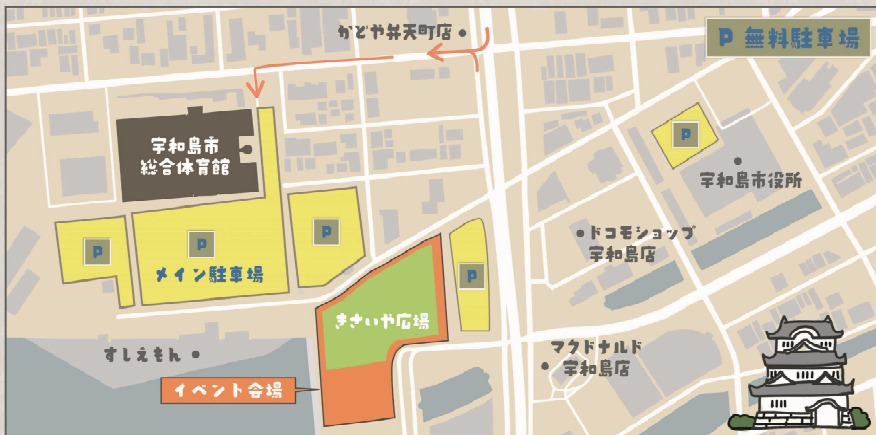 かどや弁天町店
P 無料駐車場
宇和島市
総合体育館
P
宇和島市役所
P
P
P
メイン駐車場
ドコモショップ
宇和島店
P
きさいや広場
すしえもん
マクドナルド
宇和島店
イベント会場